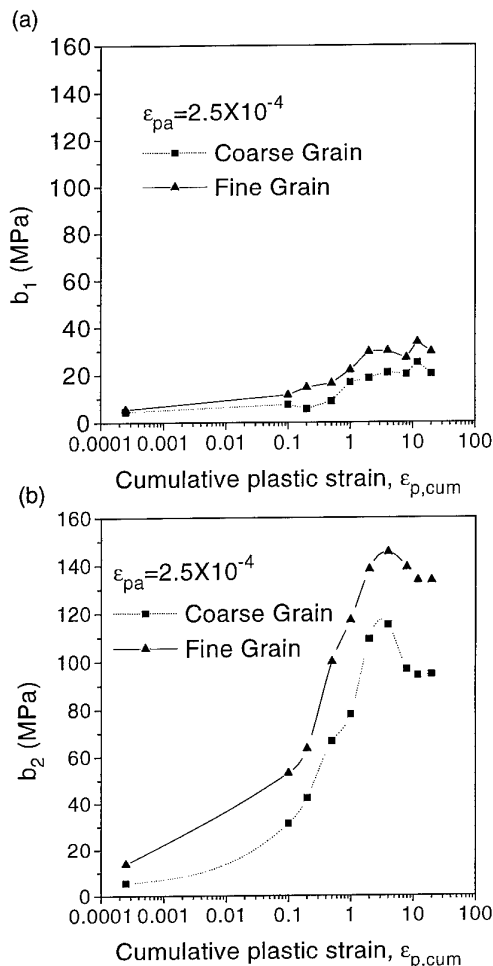 (a)
160
140
120
100
80
60
40
20
0
b₁ (MPa)
εpa=2.5X10⁻⁴
Coarse Grain
Fine Grain
0.0001 0.001 0.01 0.1 1 10 100
Cumulative plastic strain, εp,cum
(b)
160
140
120
100
80
60
40
20
0
b₂ (MPa)
εpa=2.5X10⁻⁴
Coarse Grain
Fine Grain
0.0001 0.001 0.01 0.1 1 10 100
Cumulative plastic strain, εp,cum